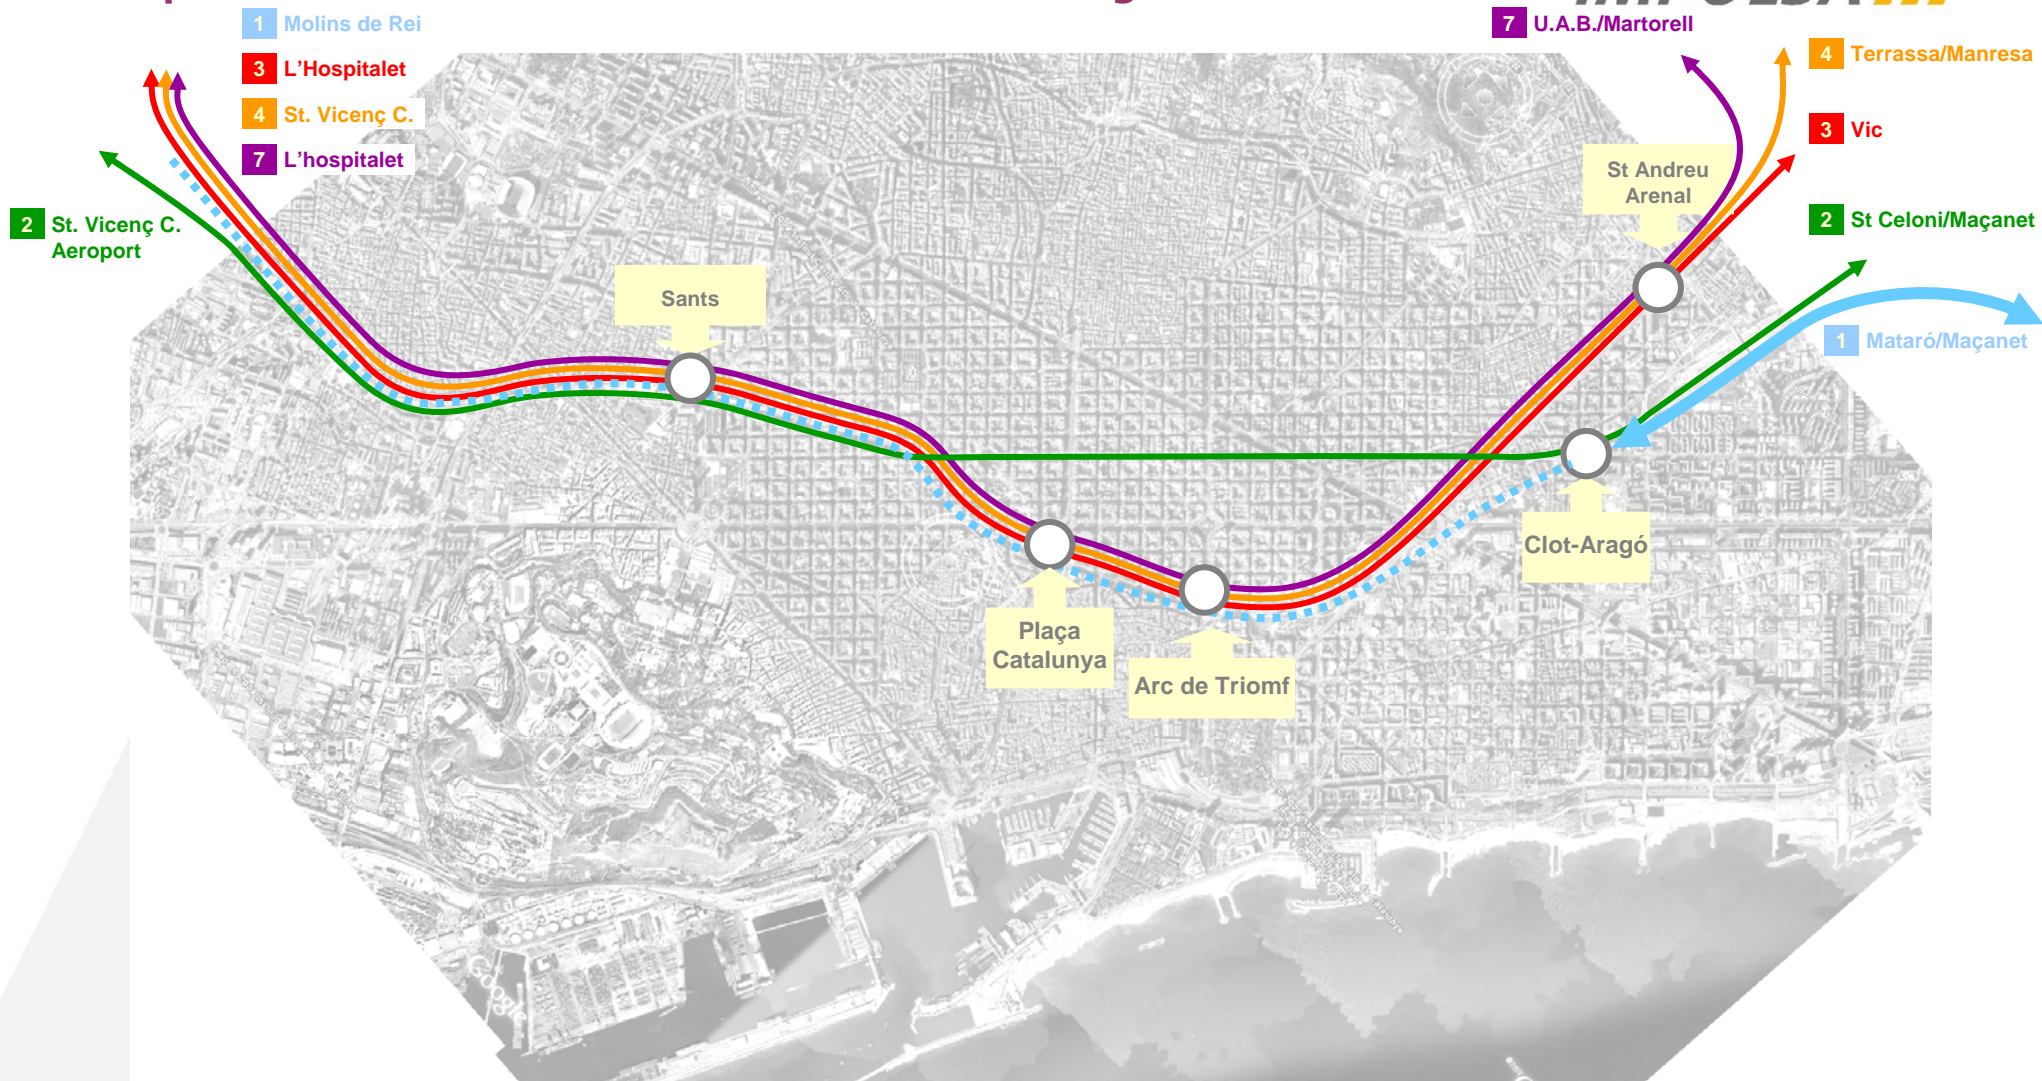 1 Molins de Rei
3 L'Hospitalet
4 St. Vicenç C.
7 L'hospitalet
2 St. Vicenç C.
Aeroport
7 U.A.B./Martorell
4 Terrassa/Manresa
3 Vic
2 St Celoni/Maçanet
1 Mataró/Maçanet
St Andreu
Arenal
Sants
Clot-Aragó
Plaça
Catalunya
Arc de Triomf
Google